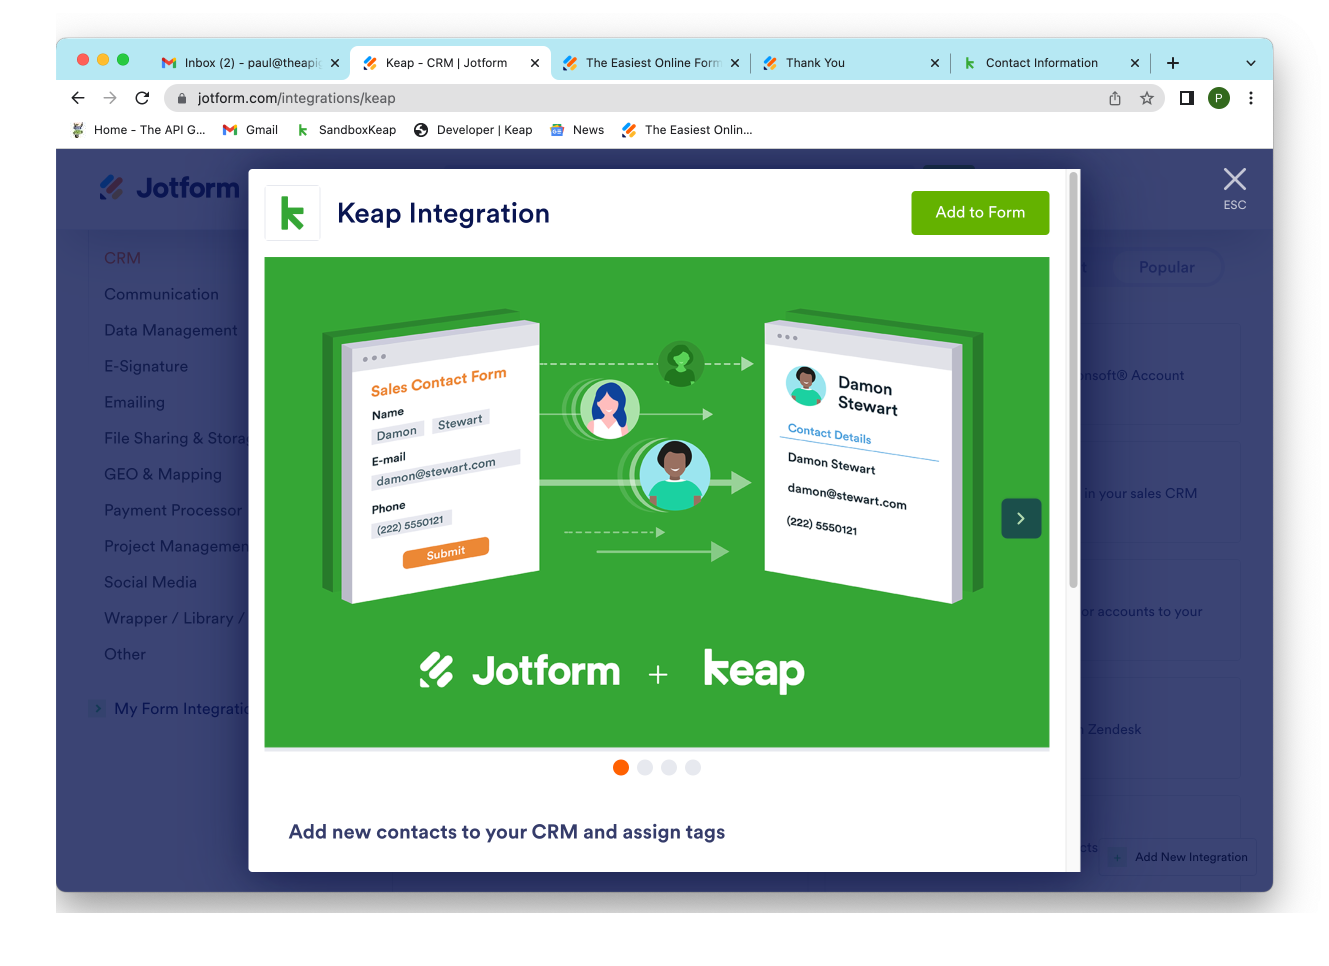 Inbox (2) - paul@theapig
Keap - CRM | Jotform
The Easiest Online Form
Thank You
Contact Information
jotform.com/integrations/keap
P
Home - The API G...
Gmail
SandboxKeap
Developer | Keap
News
The Easiest Onlin...
Jotform
Keap Integration
Add to Form
ESC
CRM
Communication
Data Management
E-Signature
Emailing
File Sharing & Stora
GEO & Mapping
Payment Processor
Project Managemen
Social Media
Wrapper / Library /
Other
My Form Integratio
Popular
ensoft® Account
in your sales CRM
or accounts to your
Zendesk
cts
Add New Integration
Sales Contact Form
Name
Damon Stewart
E-mail
damon@stewart.com
Phone
(222) 5550121
Submit
Damon
Stewart
Contact Details
Damon Stewart
damon@stewart.com
(222) 5550121
Jotform + keap
Add new contacts to your CRM and assign tags